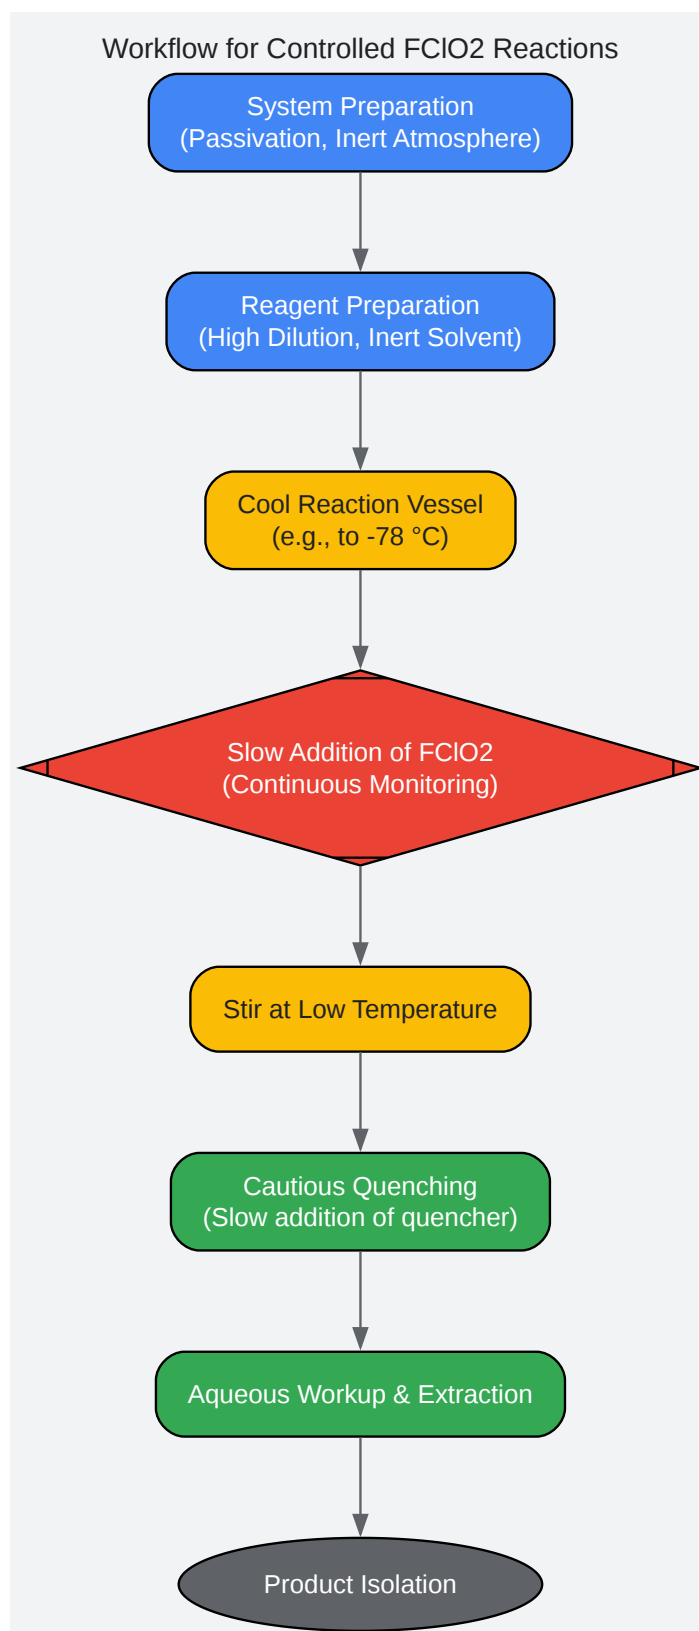 Workflow for Controlled FClO2 Reactions
System Preparation
(Passivation, Inert Atmosphere)
Reagent Preparation
(High Dilution, Inert Solvent)
Cool Reaction Vessel
(e.g., to -78 °C)
Slow Addition of FClO2
(Continuous Monitoring)
Stir at Low Temperature
Cautious Quenching
(Slow addition of quencher)
Aqueous Workup & Extraction
Product Isolation